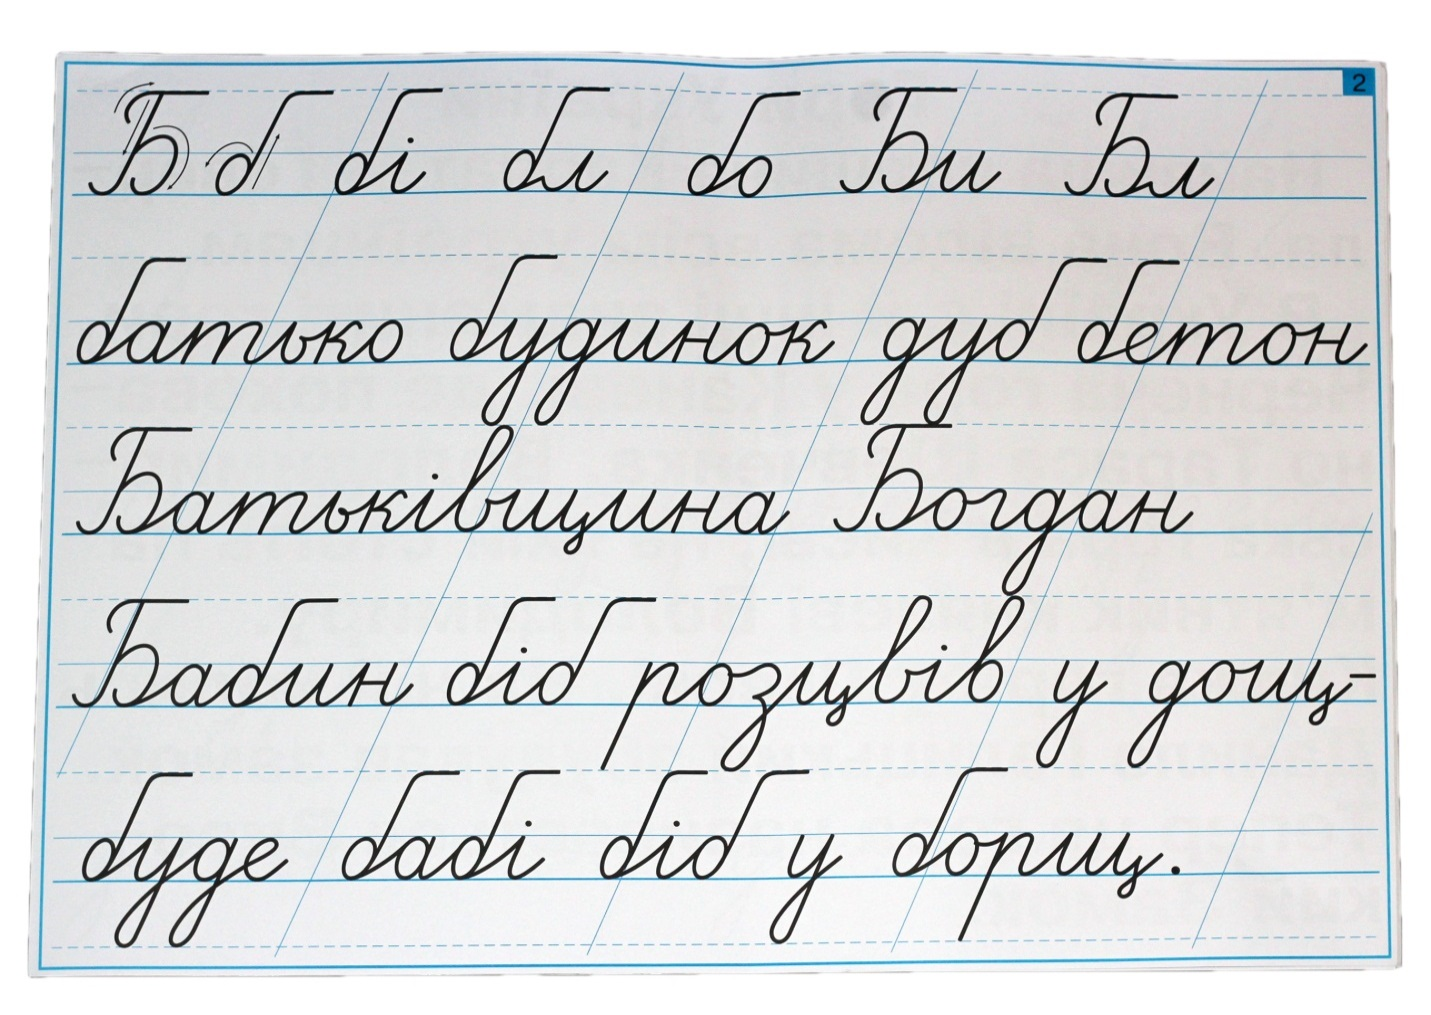 2
Б б бі бл бо Би Бл
батько будинок дуб бетон
Батьківщина Богдан
Бабин біб розцвів у дощ-
буде бабі біб у борщ.